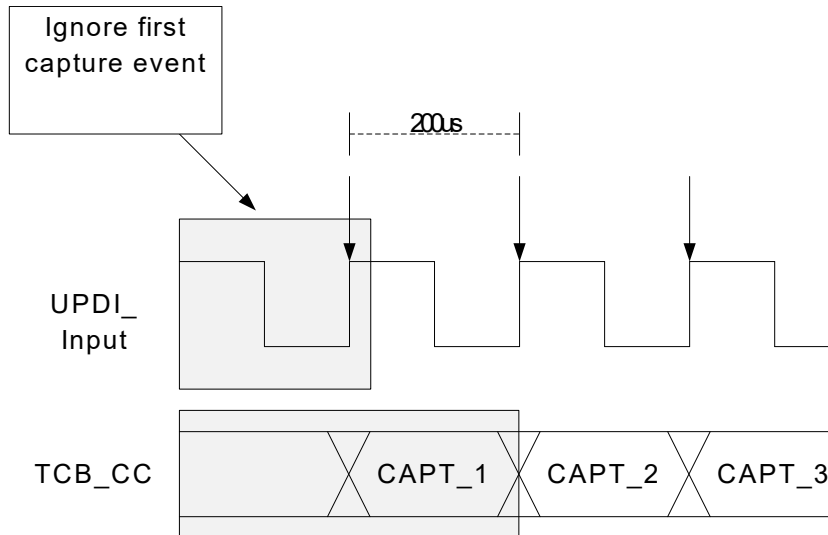 Ignore first
capture event
200us
UPDI_
Input
TCB_CC
CAPT_1
CAPT_2
CAPT_3